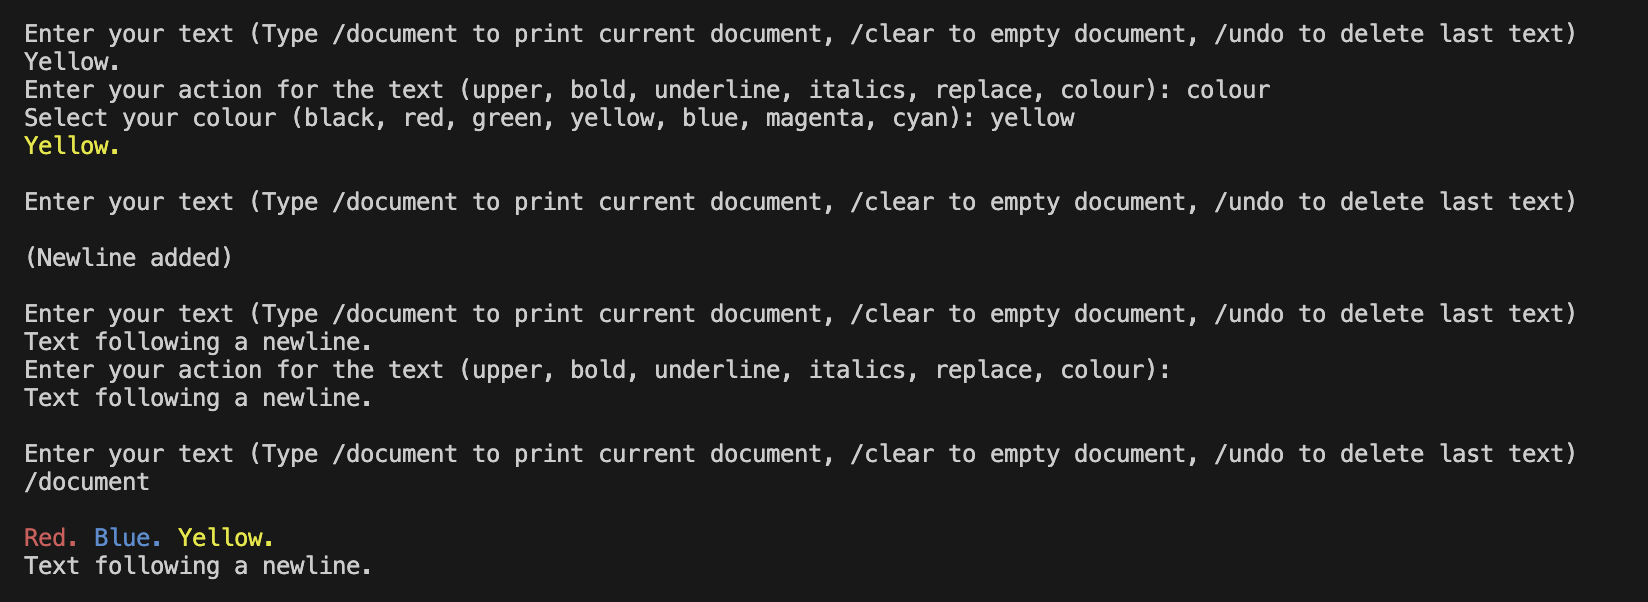 Enter your text (Type /document to print current document, /clear to empty document, /undo to delete last text)
Yellow.
Enter your action for the text (upper, bold, underline, italics, replace, colour): colour
Select your colour (black, red, green, yellow, blue, magenta, cyan): yellow
Yellow.
Enter your text (Type /document to print current document, /clear to empty document, /undo to delete last text)
(Newline added)
Enter your text (Type /document to print current document, /clear to empty document, /undo to delete last text)
Text following a newline.
Enter your action for the text (upper, bold, underline, italics, replace, colour):
Text following a newline.
Enter your text (Type /document to print current document, /clear to empty document, /undo to delete last text)
/document
Red. Blue. Yellow.
Text following a newline.